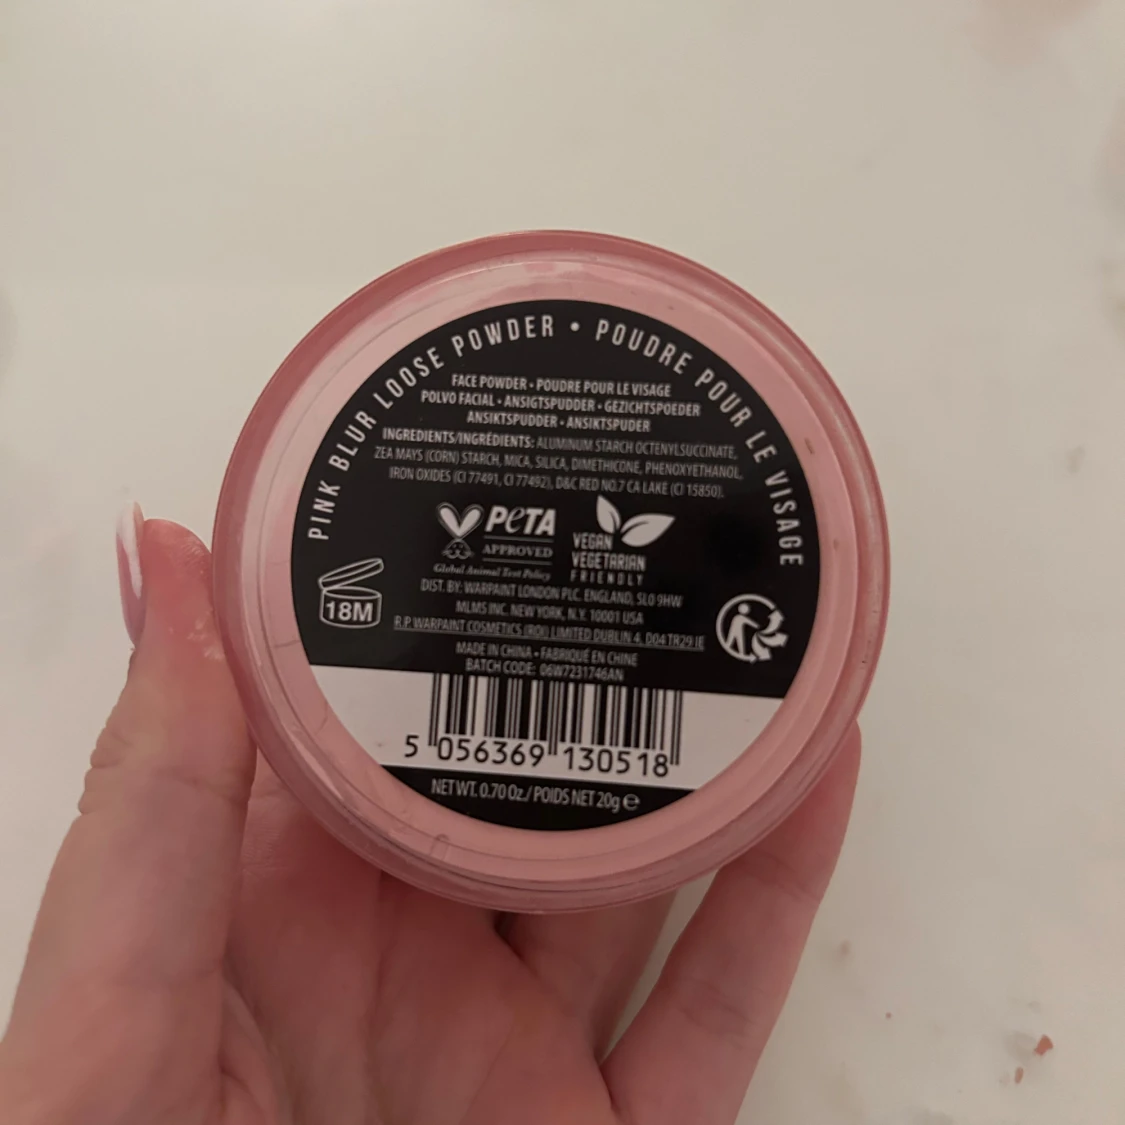 PINK BLUR LOOSE POWDER • POUDRE POUR LE VISAGE
FACE POWDER • POUDRE POUR LE VISAGE
POLVO FACIAL • ANSIGTSPUDDER • GEZICHTSPOEDER
ANSIKTSPUDDER • ANSIKTSPUDER
INGREDIENTS/INGRÉDIENTS: ALUMINUM STARCH OCTENYLSUCCINATE,
ZEA MAYS (CORN) STARCH, MICA, SILICA, DIMETHICONE, PHENOXYETHANOL,
IRON OXIDES (CI 77491, CI 77492), D&C RED NO.7 CA LAKE (CI 15850).
PETA
APPROVED
Global Animal Test Policy
VEGAN
VEGETARIAN
FRIENDLY
18M
DIST. BY: WARPAINT LONDON PLC. ENGLAND, SL0 9HW
MLMS INC. NEW YORK, N.Y. 10001 USA
R.P. WARPAINT COSMETICS (ROI) LIMITED DUBLIN 4, D04 TR29 IE
MADE IN CHINA • FABRIQUÉ EN CHINE
BATCH CODE: 06W7231746AN
5 056369 130518
NET WT. 0.70 Oz./ POIDS NET 20g ℮